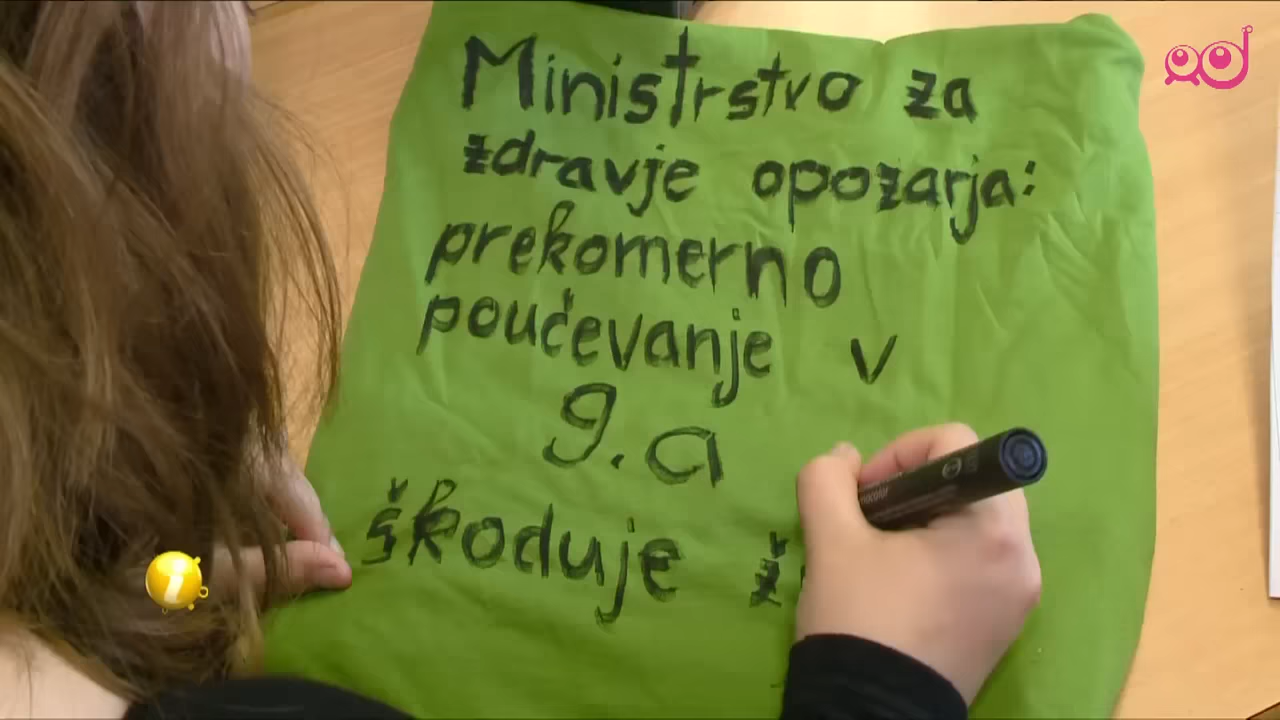 Ministrstvo za
zdravje opozarja:
prekomerno
poučevanje v
9.a
škoduje